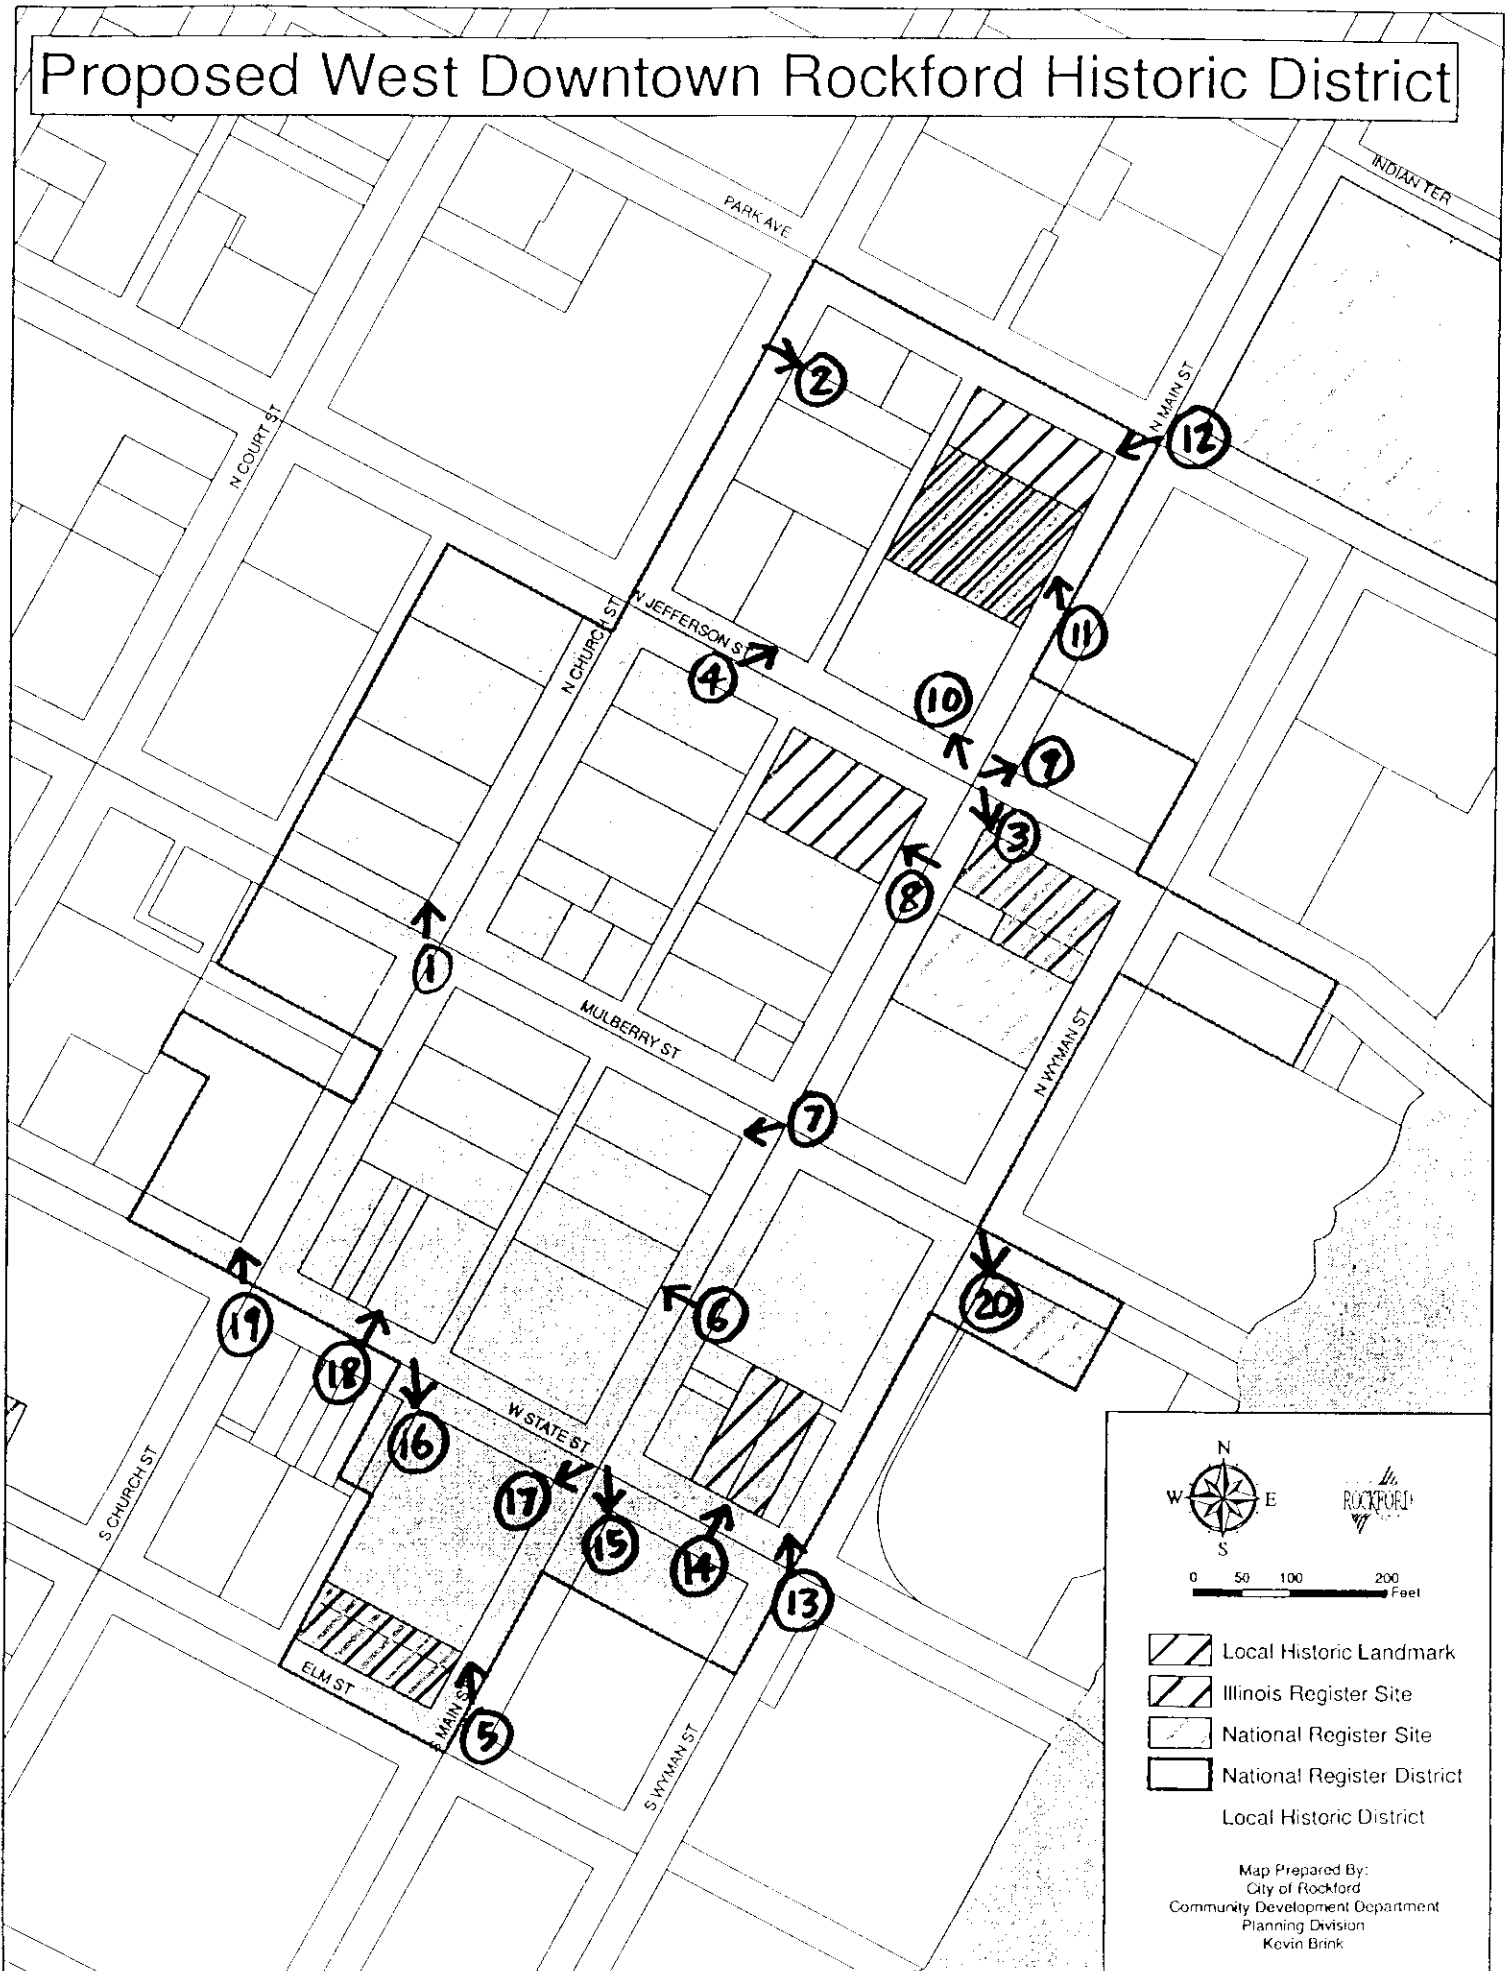 Proposed West Downtown Rockford Historic District
INDIAN TER
PARK AVE
N MAIN ST
2
12
N COURT ST
W JEFFERSON ST
N CHURCH ST
11
4
10
9
3
8
1
MULBERRY ST
N WYMAN ST
7
20
6
19
18
16
W STATE ST
17
15
14
13
S CHURCH ST
ELM ST
S MAIN ST
5
S WYMAN ST
N
W E
S
ROCKFORD
0 50 100 200
Feet
Local Historic Landmark
Illinois Register Site
National Register Site
National Register District
Local Historic District
Map Prepared By:
City of Rockford
Community Development Department
Planning Division
Kevin Brink